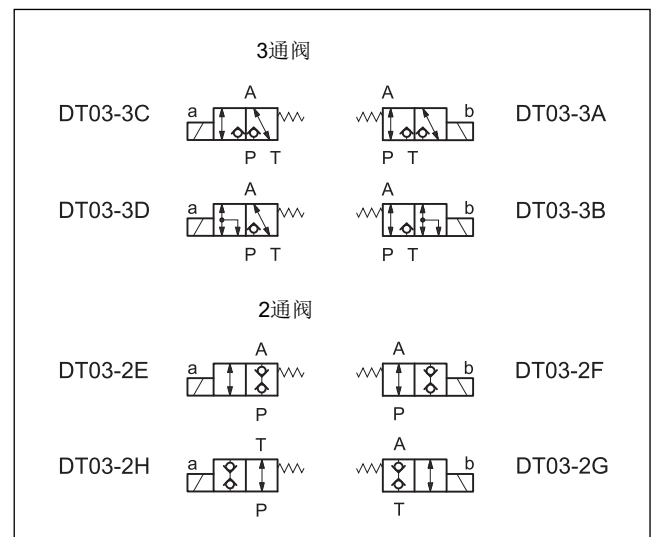 3通阀
A A
DT03-3C a b DT03-3A
P T P T
A A
DT03-3D a b DT03-3B
P T P T
2通阀
A A
DT03-2E a b DT03-2F
P P
T A
DT03-2H a b DT03-2G
P T